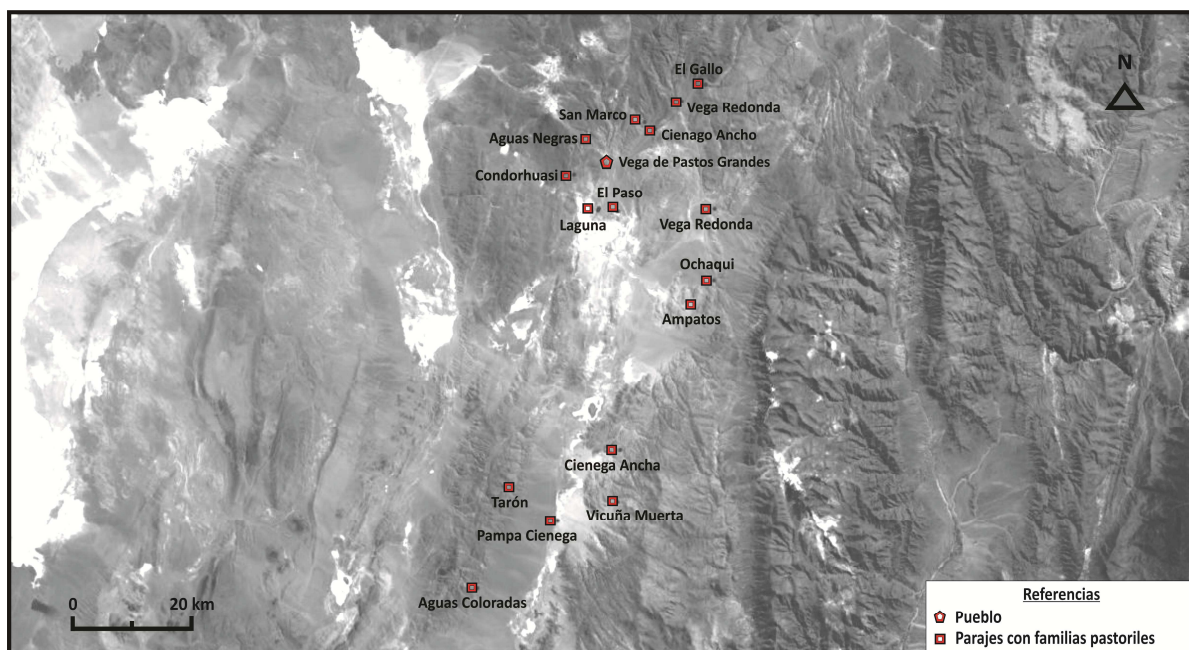 El Gallo
N
Vega Redonda
San Marco
Cienago Ancho
Aguas Negras
Vega de Pastos Grandes
Condorhuasi
El Paso
Laguna
Vega Redonda
Ochaqui
Ampatos
Cienega Ancha
Tarón
Vicuña Muerta
Pampa Cienega
Aguas Coloradas
0 20 km
Referencias
Pueblo
Parajes con familias pastoriles